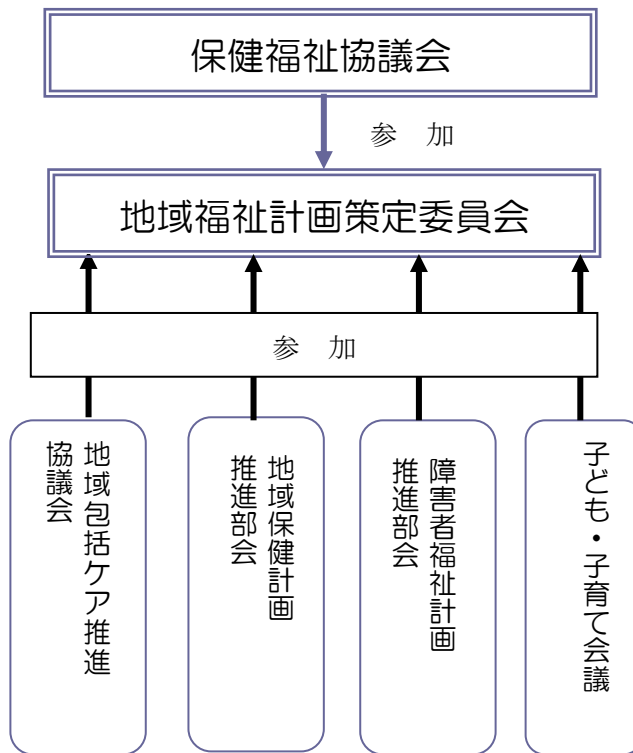 保健福祉協議会
参　加
地域福祉計画策定委員会
参　加
地域包括ケア推進
協議会
地域保健計画
推進部会
障害者福祉計画
推進部会
子ども・子育て会議